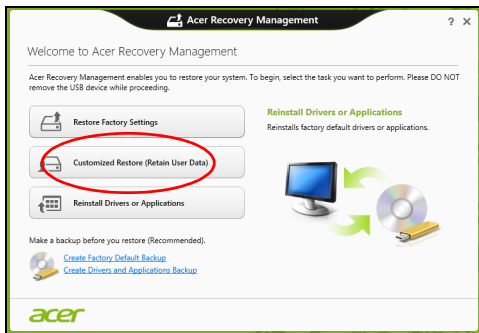 Acer Recovery Management
? ×
Welcome to Acer Recovery Management
Acer Recovery Management enables you to restore your system. To begin, select the task you want to perform. Please DO NOT
remove the USB device while proceeding.
Restore Factory Settings
Customized Restore (Retain User Data)
Reinstall Drivers or Applications
Reinstall Drivers or Applications
Reinstalls factory default drivers or applications.
Make a backup before you restore (Recommended).
Create Factory Default Backup
Create Drivers and Applications Backup
acer